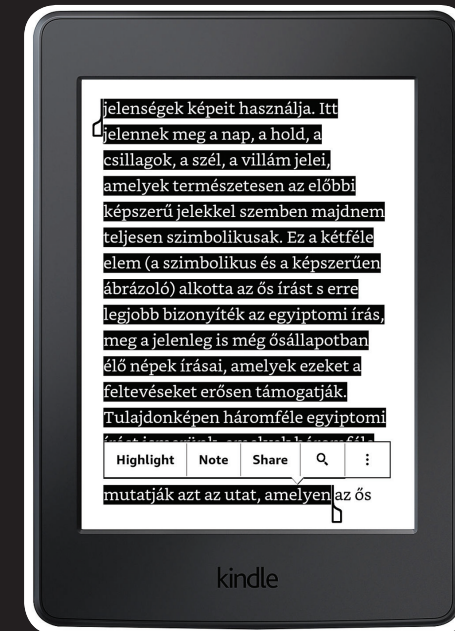 jelenségek képeit használja. Itt
jelennek meg a nap, a hold, a
csillagok, a szél, a villám jelei,
amelyek természetesen az előbbi
képszerű jelekkel szemben majdnem
teljesen szimbolikusak. Ez a kétféle
elem (a szimbolikus és a képszerűen
ábrázoló) alkotta az ős írást s erre
legjobb bizonyíték az egyiptomi írás,
meg a jelenleg is még ősállapotban
élő népek írásai, amelyek ezeket a
feltevéseket erősen támogatják.
Tulajdonképen háromféle egyiptomi
Highlight Note Share
mutatják azt az utat, amelyen az ős
kindle